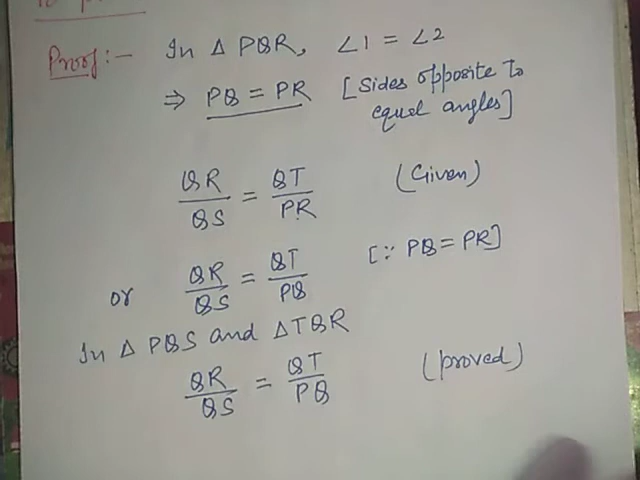 Proof:- In Δ PQR, ∠1 = ∠2
⇒ PQ = PR [Sides opposite to
equal angles]
QR/QS = QT/PR (Given)
or QR/QS = QT/PQ [∵ PQ = PR]
In Δ PQS and ΔTQR
QR/QS = QT/PQ (proved)